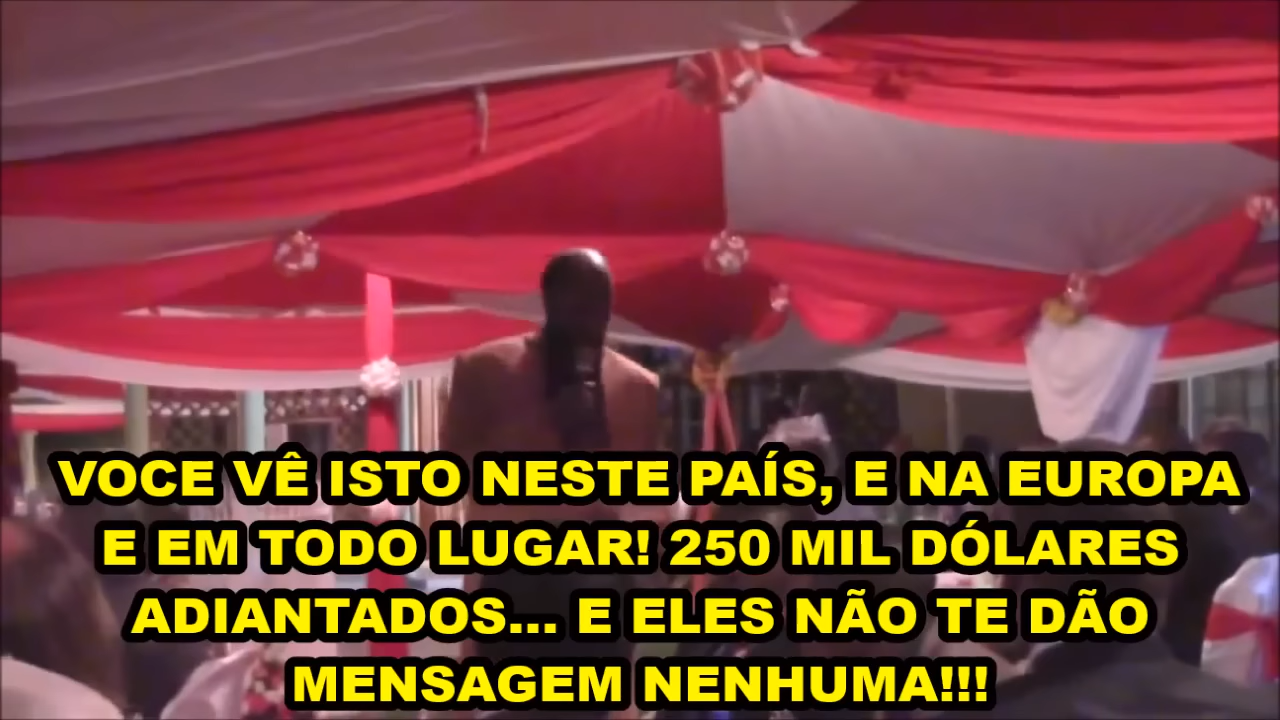 VOCE VÊ ISTO NESTE PAÍS, E NA EUROPA
E EM TODO LUGAR! 250 MIL DÓLARES
ADIANTADOS... E ELES NÃO TE DÃO
MENSAGEM NENHUMA!!!